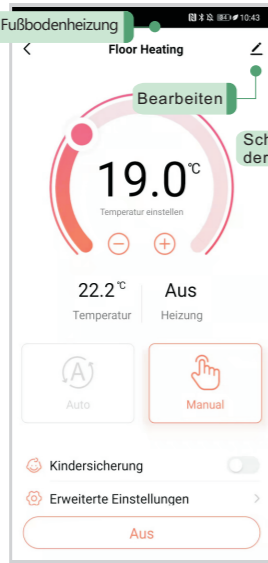 Fußbodenheizung
10:43
Floor Heating
Bearbeiten
Sch
der
19.0℃
Temperatur einstellen
22.2℃
Aus
Temperatur
Heizung
A
Auto
Manual
Kindersicherung
Erweiterte Einstellungen
Aus